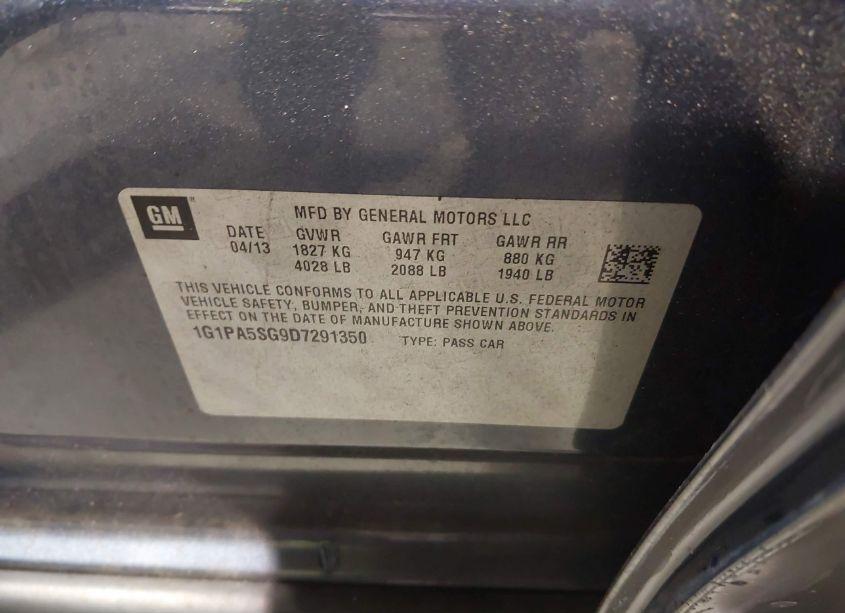 GM ®
MFD BY GENERAL MOTORS LLC
DATE GVWR GAWR FRT GAWR RR
04/13 1827 KG 947 KG 880 KG
4028 LB 2088 LB 1940 LB
THIS VEHICLE CONFORMS TO ALL APPLICABLE U.S. FEDERAL MOTOR
VEHICLE SAFETY, BUMPER, AND THEFT PREVENTION STANDARDS IN
EFFECT ON THE DATE OF MANUFACTURE SHOWN ABOVE.
1G1PA5SG9D7291350 TYPE: PASS CAR